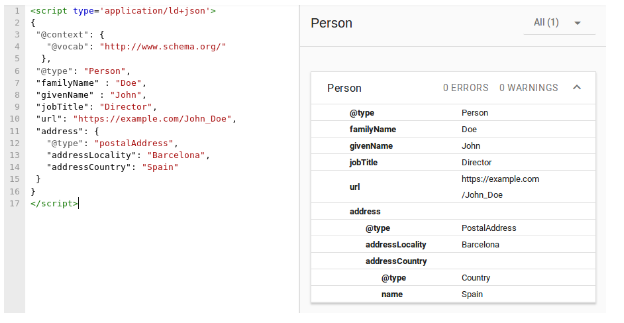 1 <script type='application/ld+json'>
2 {
3 "@context": {
4 "@vocab": "http://www.schema.org/"
5 },
6 "@type": "Person",
7 "familyName" : "Doe",
8 "givenName" : "John",
9 "jobTitle": "Director",
10 "url": "https://example.com/John_Doe",
11 "address": {
12 "@type": "postalAddress",
13 "addressLocality": "Barcelona",
14 "addressCountry": "Spain"
15 }
16 }
17 </script>
Person All (1)
Person 0 ERRORS 0 WARNINGS
@type Person
familyName Doe
givenName John
jobTitle Director
url https://example.com
/John_Doe
address
@type PostalAddress
addressLocality Barcelona
addressCountry
@type Country
name Spain